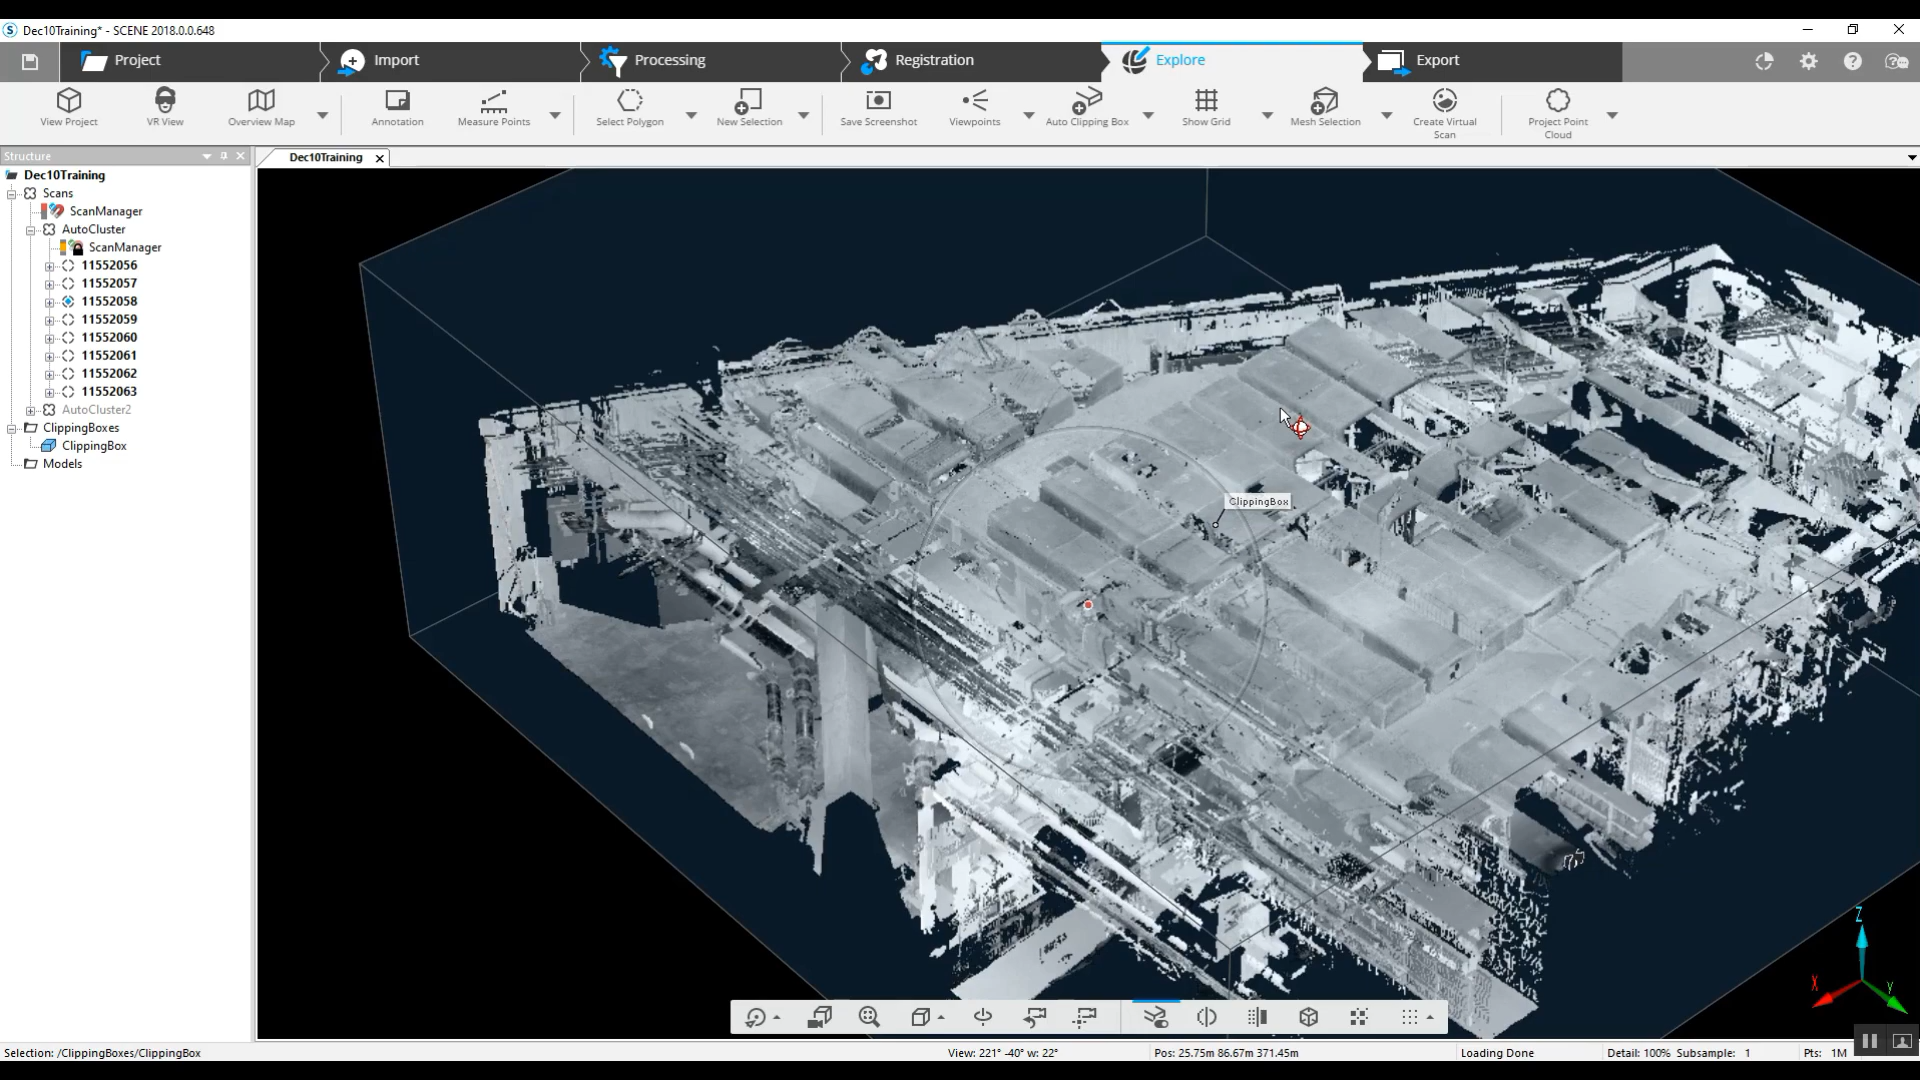 Dec10Training* - SCENE 2018.0.0.648
Project
Import
Processing
Registration
Explore
Export
View Project
VR View
Overview Map
Annotation
Measure Points
Select Polygon
New Selection
Save Screenshot
Viewpoints
Auto Clipping Box
Show Grid
Mesh Selection
Create Virtual
Scan
Project Point
Cloud
Structure
Dec10Training
Dec10Training
Scans
ScanManager
AutoCluster
ScanManager
11552056
11552057
11552058
11552059
11552060
11552061
11552062
11552063
AutoCluster2
ClippingBoxes
ClippingBox
Models
ClippingBox
Z
X
Y
Selection: /ClippingBoxes/ClippingBox
View: 221° -40° w: 22°
Pos: 25.75m 86.67m 371.45m
Loading Done
Detail: 100% Subsample: 1
Pts: 1M